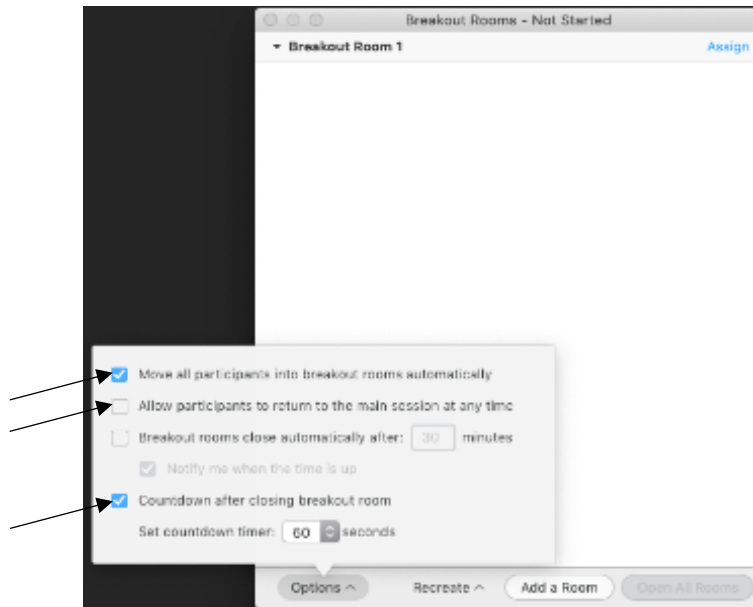 Breakout Rooms - Not Started
Breakout Room 1 Assign
Move all participants into breakout rooms automatically
Allow participants to return to the main session at any time
Breakout rooms close automatically after: 30 minutes
Notify me when the time is up
Countdown after closing breakout room
Set countdown timer: 60 seconds
Options Recreate Add a Room Open All Rooms